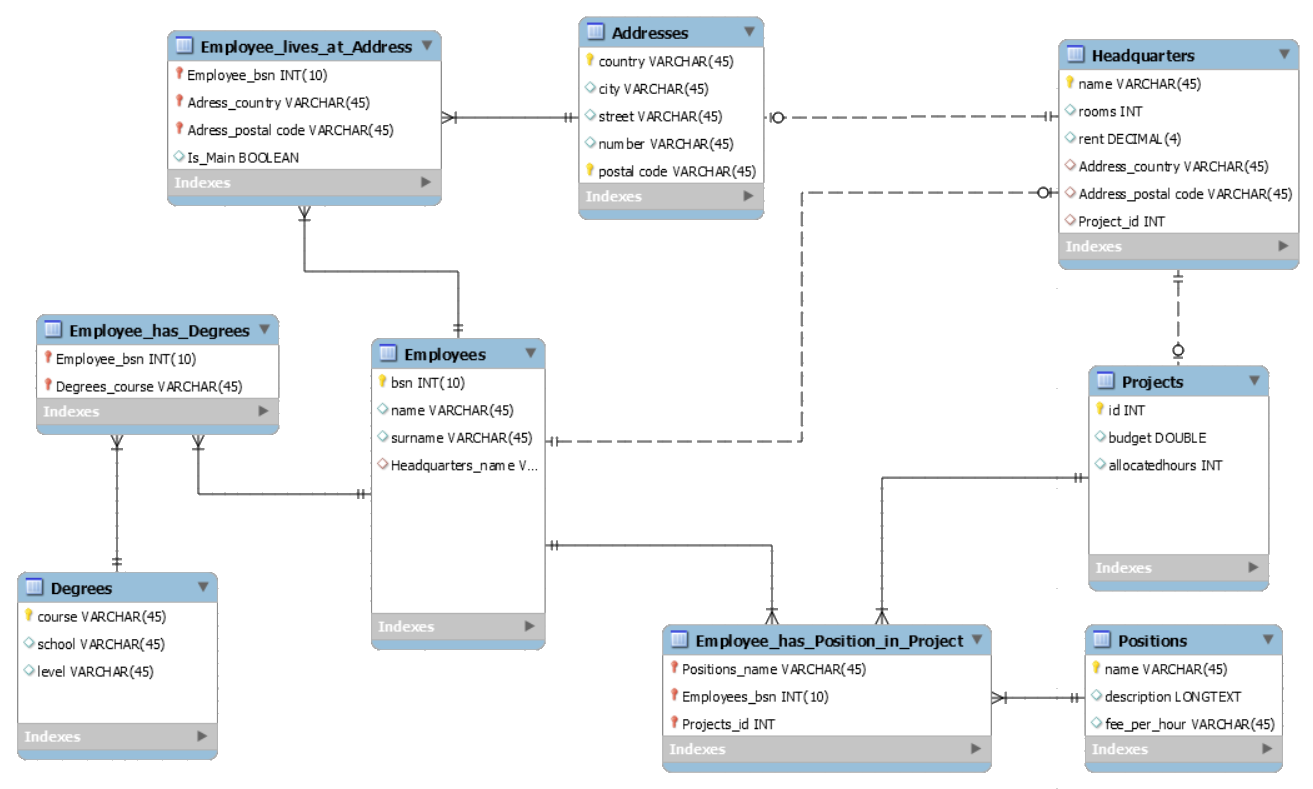 Employee_lives_at_Address
Employee_bsn INT(10)
Adress_country VARCHAR(45)
Adress_postal code VARCHAR(45)
Is_Main BOOLEAN
Indexes
Addresses
country VARCHAR(45)
city VARCHAR(45)
street VARCHAR(45)
number VARCHAR(45)
postal code VARCHAR(45)
Indexes
Headquarters
name VARCHAR(45)
rooms INT
rent DECIMAL(4)
Address_country VARCHAR(45)
Address_postal code VARCHAR(45)
Project_id INT
Indexes
Employee_has_Degrees
Employee_bsn INT(10)
Degrees_course VARCHAR(45)
Indexes
Employees
bsn INT(10)
name VARCHAR(45)
surname VARCHAR(45)
Headquarters_name V...
Indexes
Projects
id INT
budget DOUBLE
allocatedhours INT
Indexes
Degrees
course VARCHAR(45)
school VARCHAR(45)
level VARCHAR(45)
Indexes
Employee_has_Position_in_Project
Positions_name VARCHAR(45)
Employees_bsn INT(10)
Projects_id INT
Indexes
Positions
name VARCHAR(45)
description LONGTEXT
fee_per_hour VARCHAR(45)
Indexes